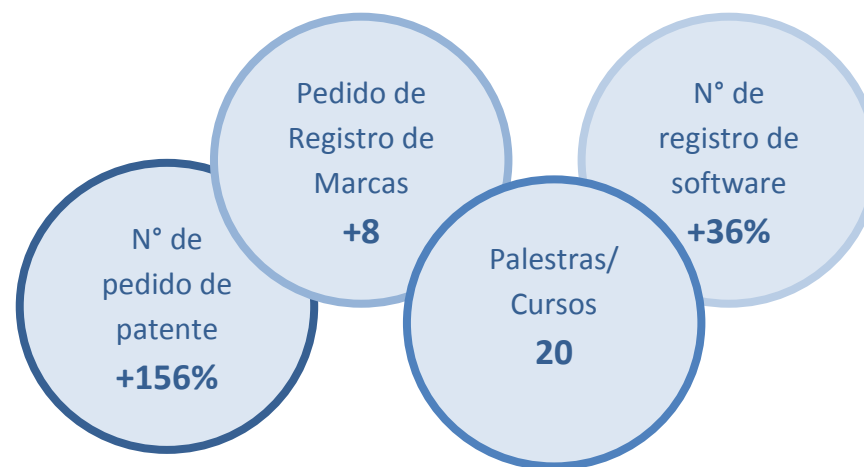 N° de
pedido de
patente
+156%
Pedido de
Registro de
Marcas
+8
Palestras/
Cursos
20
N° de
registro de
software
+36%